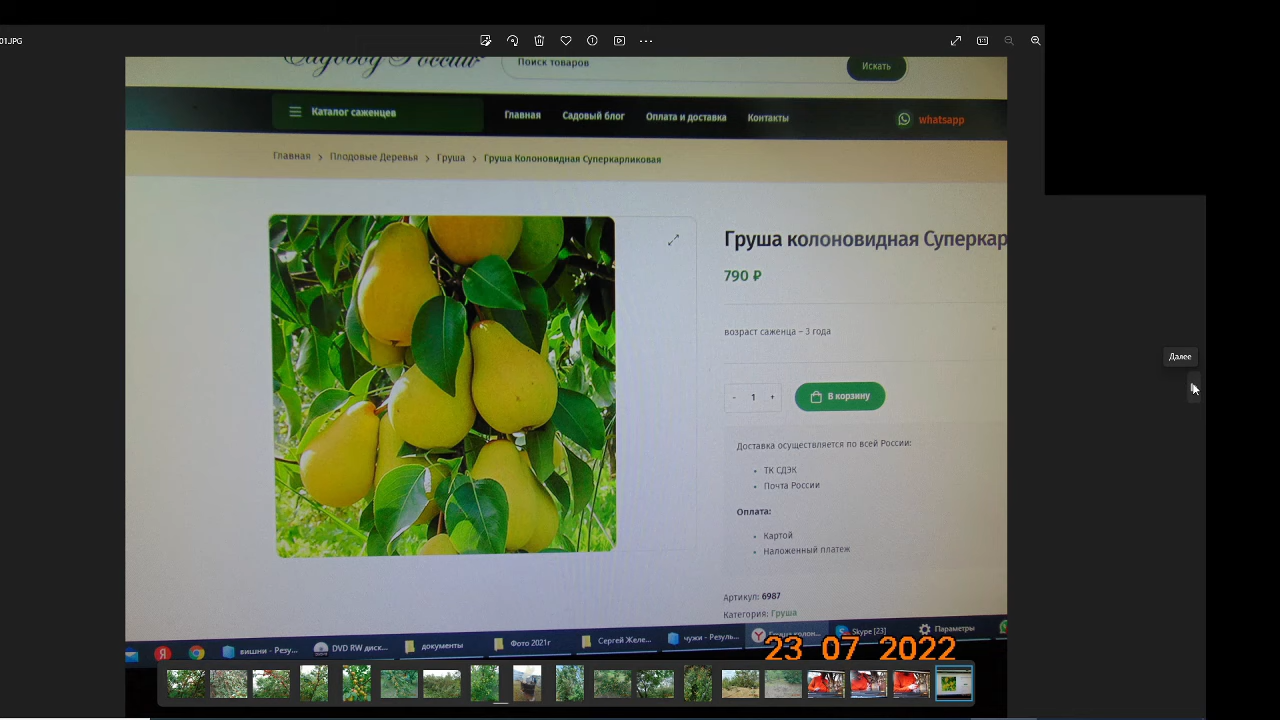 01.JPG
Садовод России
Поиск товаров
Искать
Каталог саженцев
Главная
Садовый блог
Оплата и доставка
Контакты
whatsapp
Главная > Плодовые Деревья > Груша > Груша Колоновидная Суперкарликовая
Груша колоновидная Суперкар
790 ₽
возраст саженца – 3 года
Далее
- 1 +
В корзину
Доставка осуществляется по всей России:
• ТК СДЭК
• Почта России
Оплата:
• Картой
• Наложенный платеж
Артикул: 6987
Категория: Груша
вишни - Резу...
DVD RW диск...
документы
Фото 2021г
Сергей Желе...
чужи - Резуль...
Skype [23]
Параметры
23 07 2022